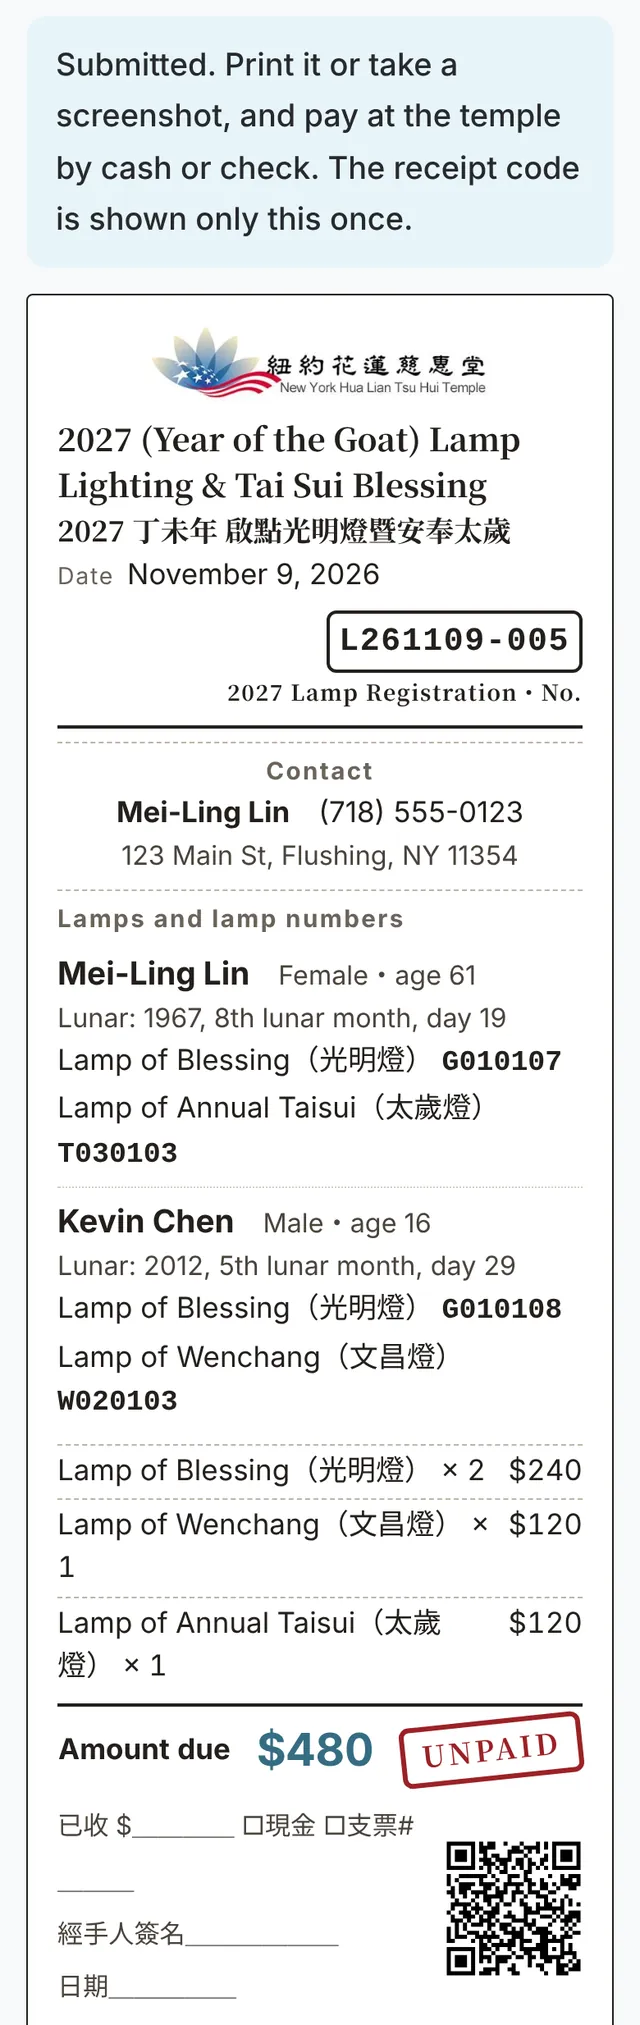 Submitted. Print it or take a
screenshot, and pay at the temple
by cash or check. The receipt code
is shown only this once.
紐約花蓮慈惠堂
New York Hua Lian Tsu Hui Temple
2027 (Year of the Goat) Lamp
Lighting & Tai Sui Blessing
2027 丁未年 啟點光明燈暨安奉太歲
Date November 9, 2026
L261109-005
2027 Lamp Registration • No.
Contact
Mei-Ling Lin (718) 555-0123
123 Main St, Flushing, NY 11354
Lamps and lamp numbers
Mei-Ling Lin Female • age 61
Lunar: 1967, 8th lunar month, day 19
Lamp of Blessing（光明燈） G010107
Lamp of Annual Taisui（太歲燈）
T030103
Kevin Chen Male • age 16
Lunar: 2012, 5th lunar month, day 29
Lamp of Blessing（光明燈） G010108
Lamp of Wenchang（文昌燈）
W020103
Lamp of Blessing（光明燈） × 2 $240
Lamp of Wenchang（文昌燈） × $120
1
Lamp of Annual Taisui（太歲 $120
燈） × 1
Amount due $480 UNPAID
已收 $________ □現金 □支票#
______
經手人簽名____________
日期__________